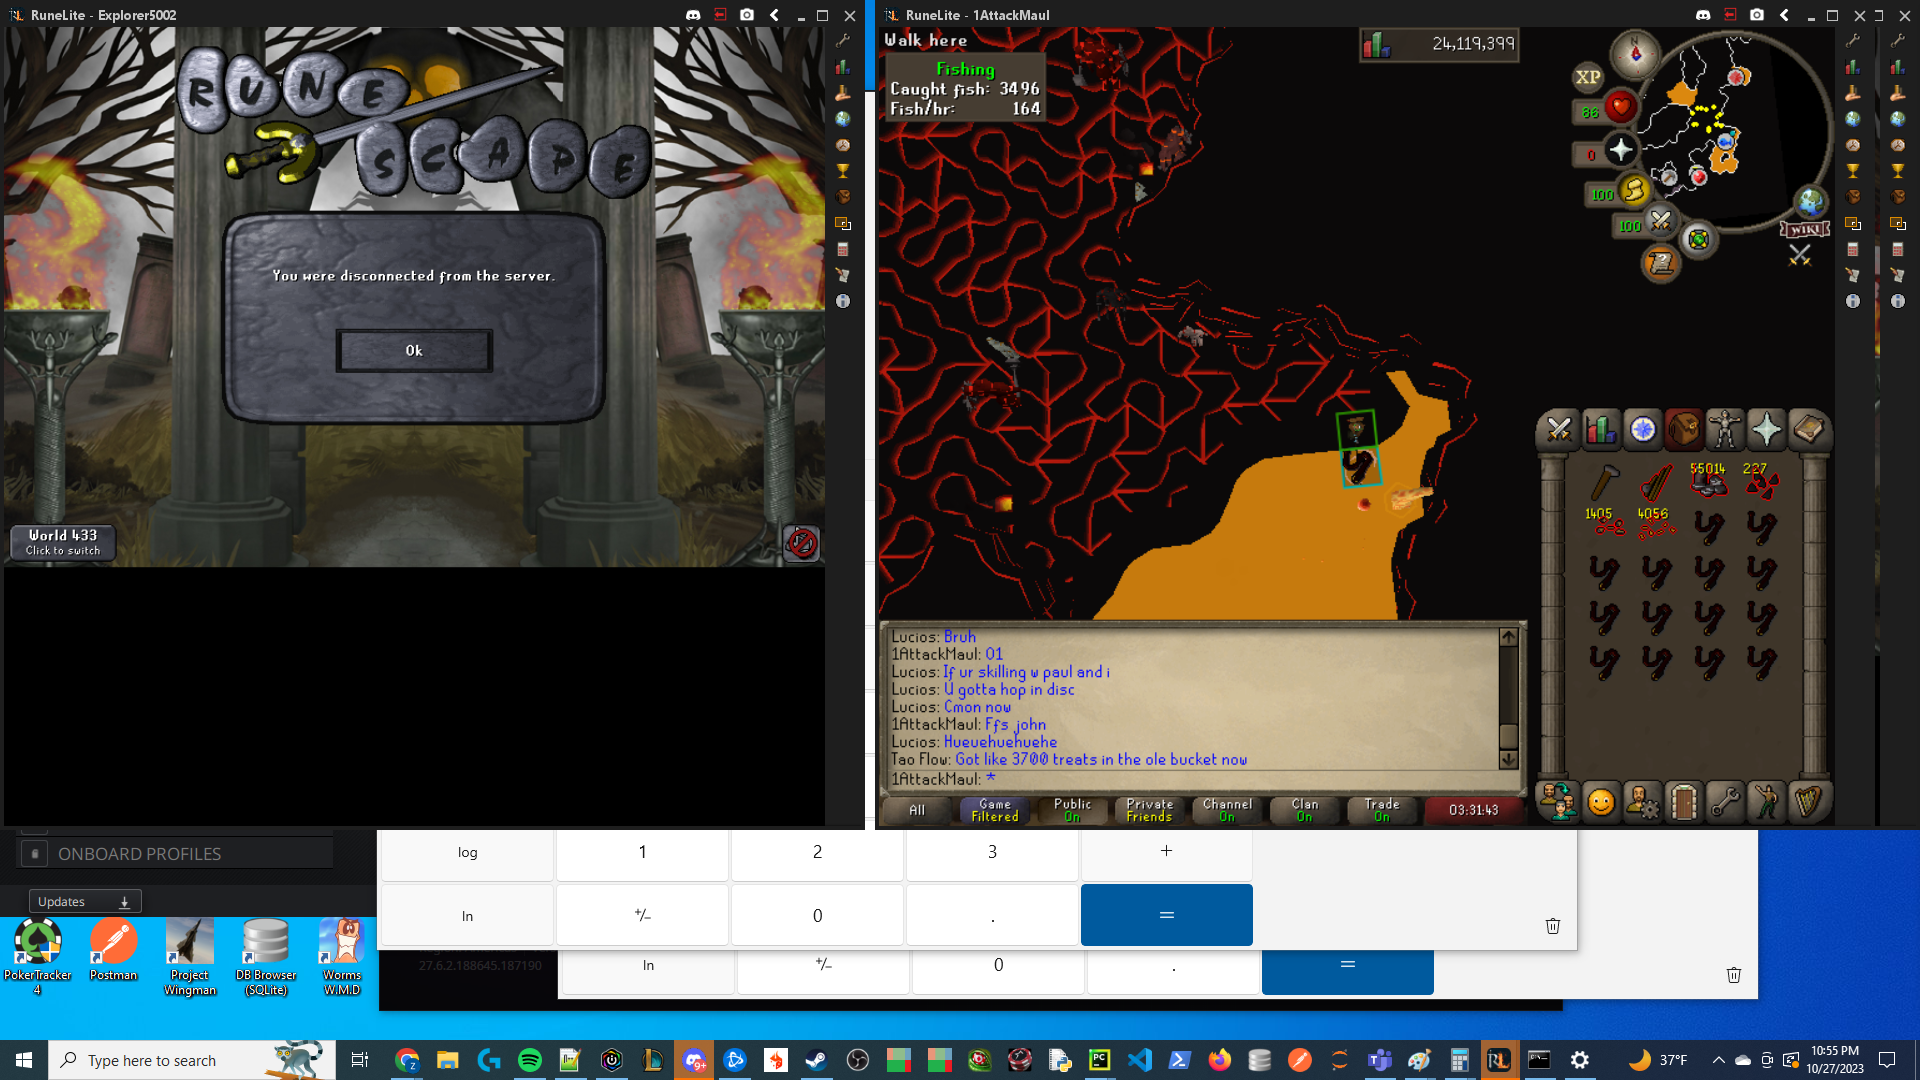 RuneLite - Explorer5002
RUNE
SCAPE
You were disconnected from the server.
Ok
World 433
Click to switch
RuneLite - 1AttackMaul
Walk here
Fishing
Caught fish: 3496
Fish/hr: 164
24,119,399
XP
86
0
100
100
WIKI
55014
227
1405
4056
Lucios: Bruh
1AttackMaul: 01
Lucios: If ur skilling w paul and i
Lucios: U gotta hop in disc
Lucios: Cmon now
1AttackMaul: Ffs john
Lucios: Hueuehuehuehe
Tao Flow: Got like 3700 treats in the ole bucket now
1AttackMaul: *
All
Game
Filtered
Public
On
Private
Friends
Channel
On
Clan
On
Trade
On
03:31:43
ONBOARD PROFILES
Updates
log
1
2
3
+
ln
+/−
0
.
=
27.6.2.188645.187190
ln
+/−
0
.
=
PokerTracker 4
Postman
Project Wingman
DB Browser (SQLite)
Worms W.M.D
Type here to search
9+
PC
RL
37°F
10:55 PM
10/27/2023